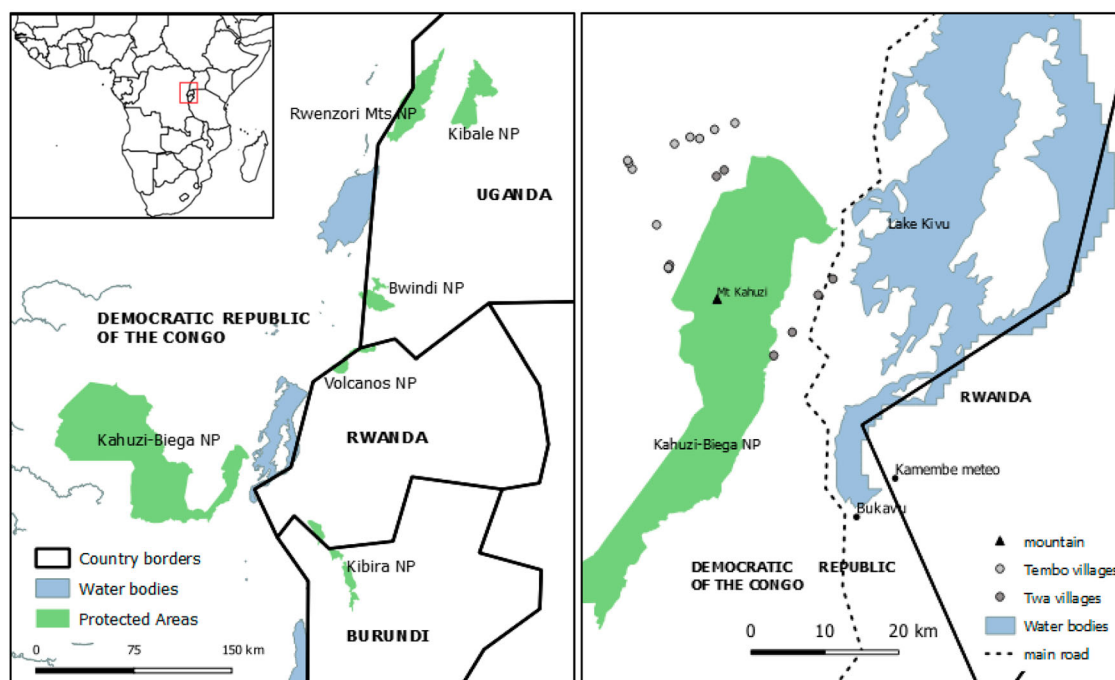 Rwenzori Mts NP
Kibale NP
UGANDA
Bwindi NP
DEMOCRATIC REPUBLIC
OF THE CONGO
Volcanos NP
RWANDA
Kahuzi-Biega NP
Kibira NP
BURUNDI
Country borders
Water bodies
Protected Areas
0 75 150 km
Lake Kivu
Mt Kahuzi
RWANDA
Kahuzi-Biega NP
Kamembe meteo
Bukavu
DEMOCRATIC REPUBLIC
OF THE CONGO
mountain
Tembo villages
Twa villages
Water bodies
main road
0 10 20 km